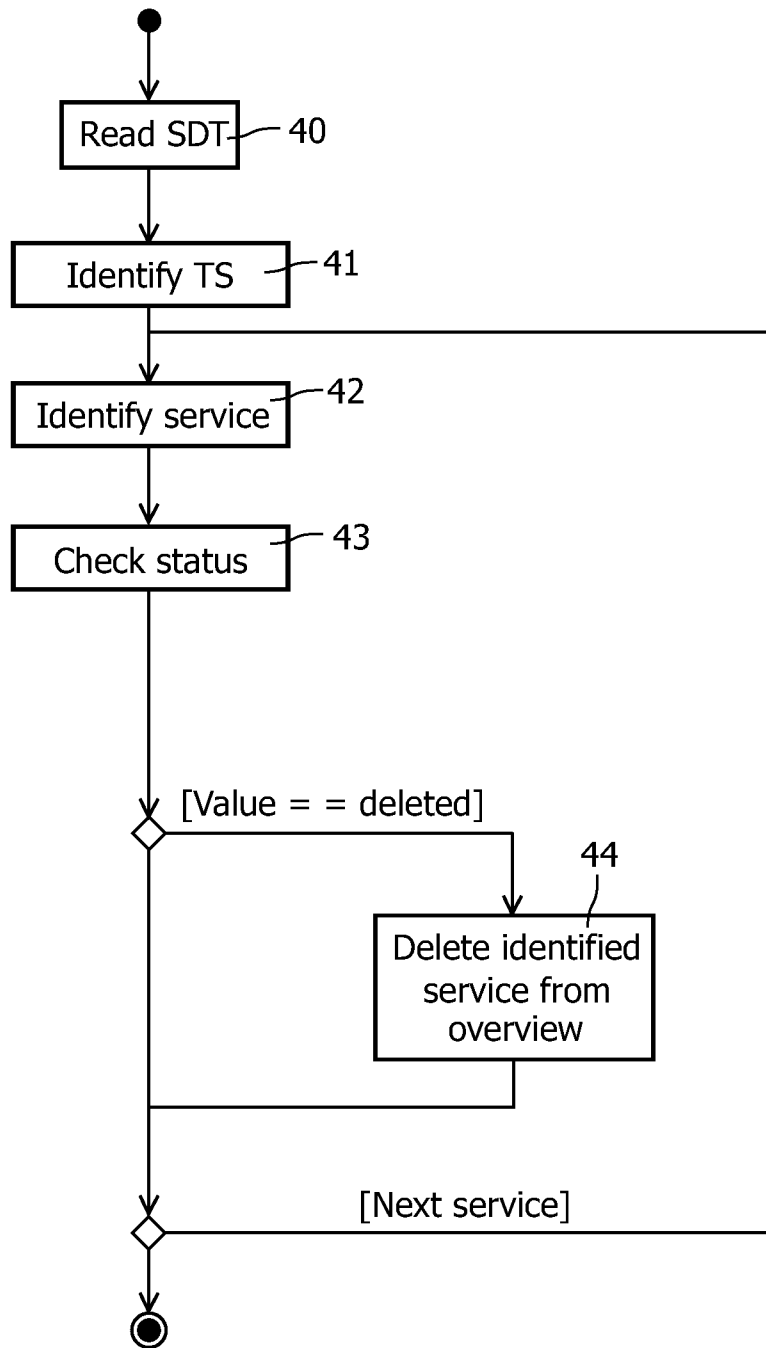 Read SDT
40
Identify TS
41
Identify service
42
Check status
43
[Value = = deleted]
44
Delete identified
service from
overview
[Next service]